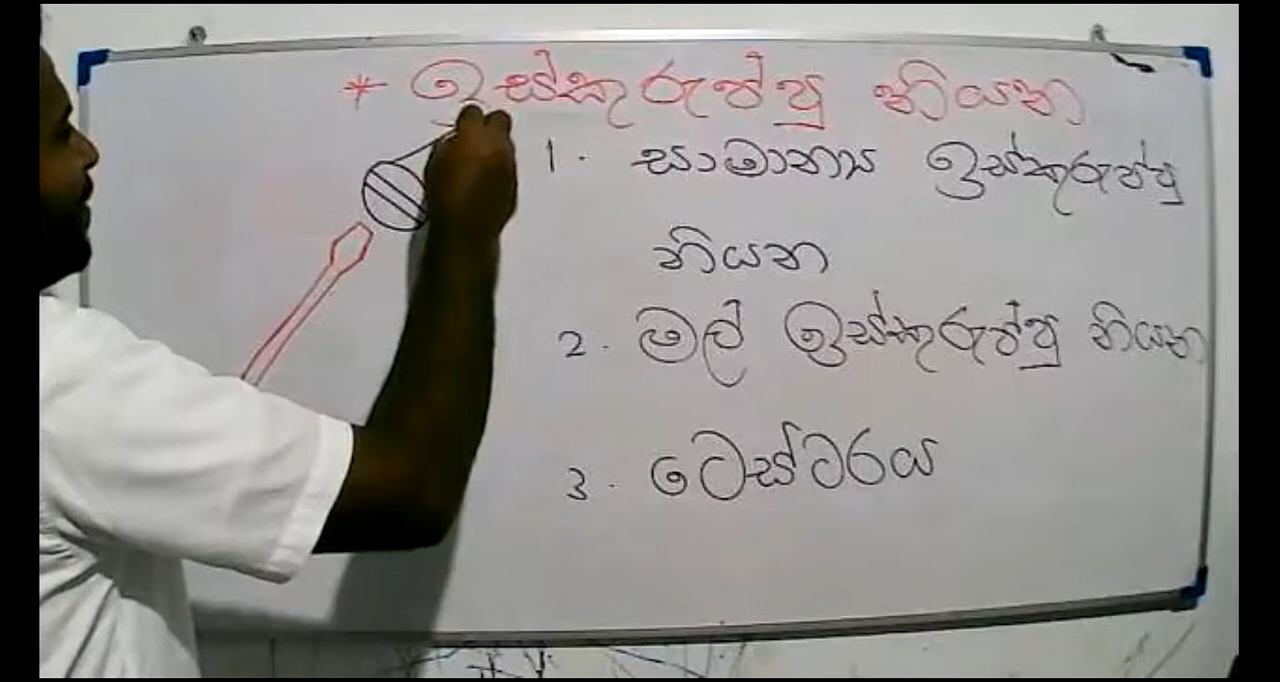 * ඉස්කුරුප්පු නියන
1. සාමාන්‍ය ඉස්කුරුප්පු
නියන
2. මල් ඉස්කුරුප්පු නියන
3. ටෙස්ටරය